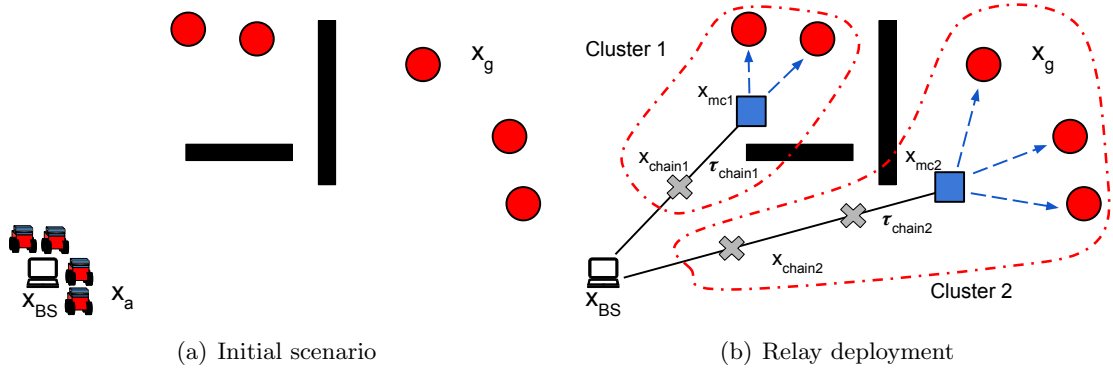 x_g
x_BS
x_a
(a) Initial scenario
Cluster 1
x_g
x_mc1
x_chain1
τ_chain1
x_mc2
τ_chain2
x_chain2
x_BS
Cluster 2
(b) Relay deployment